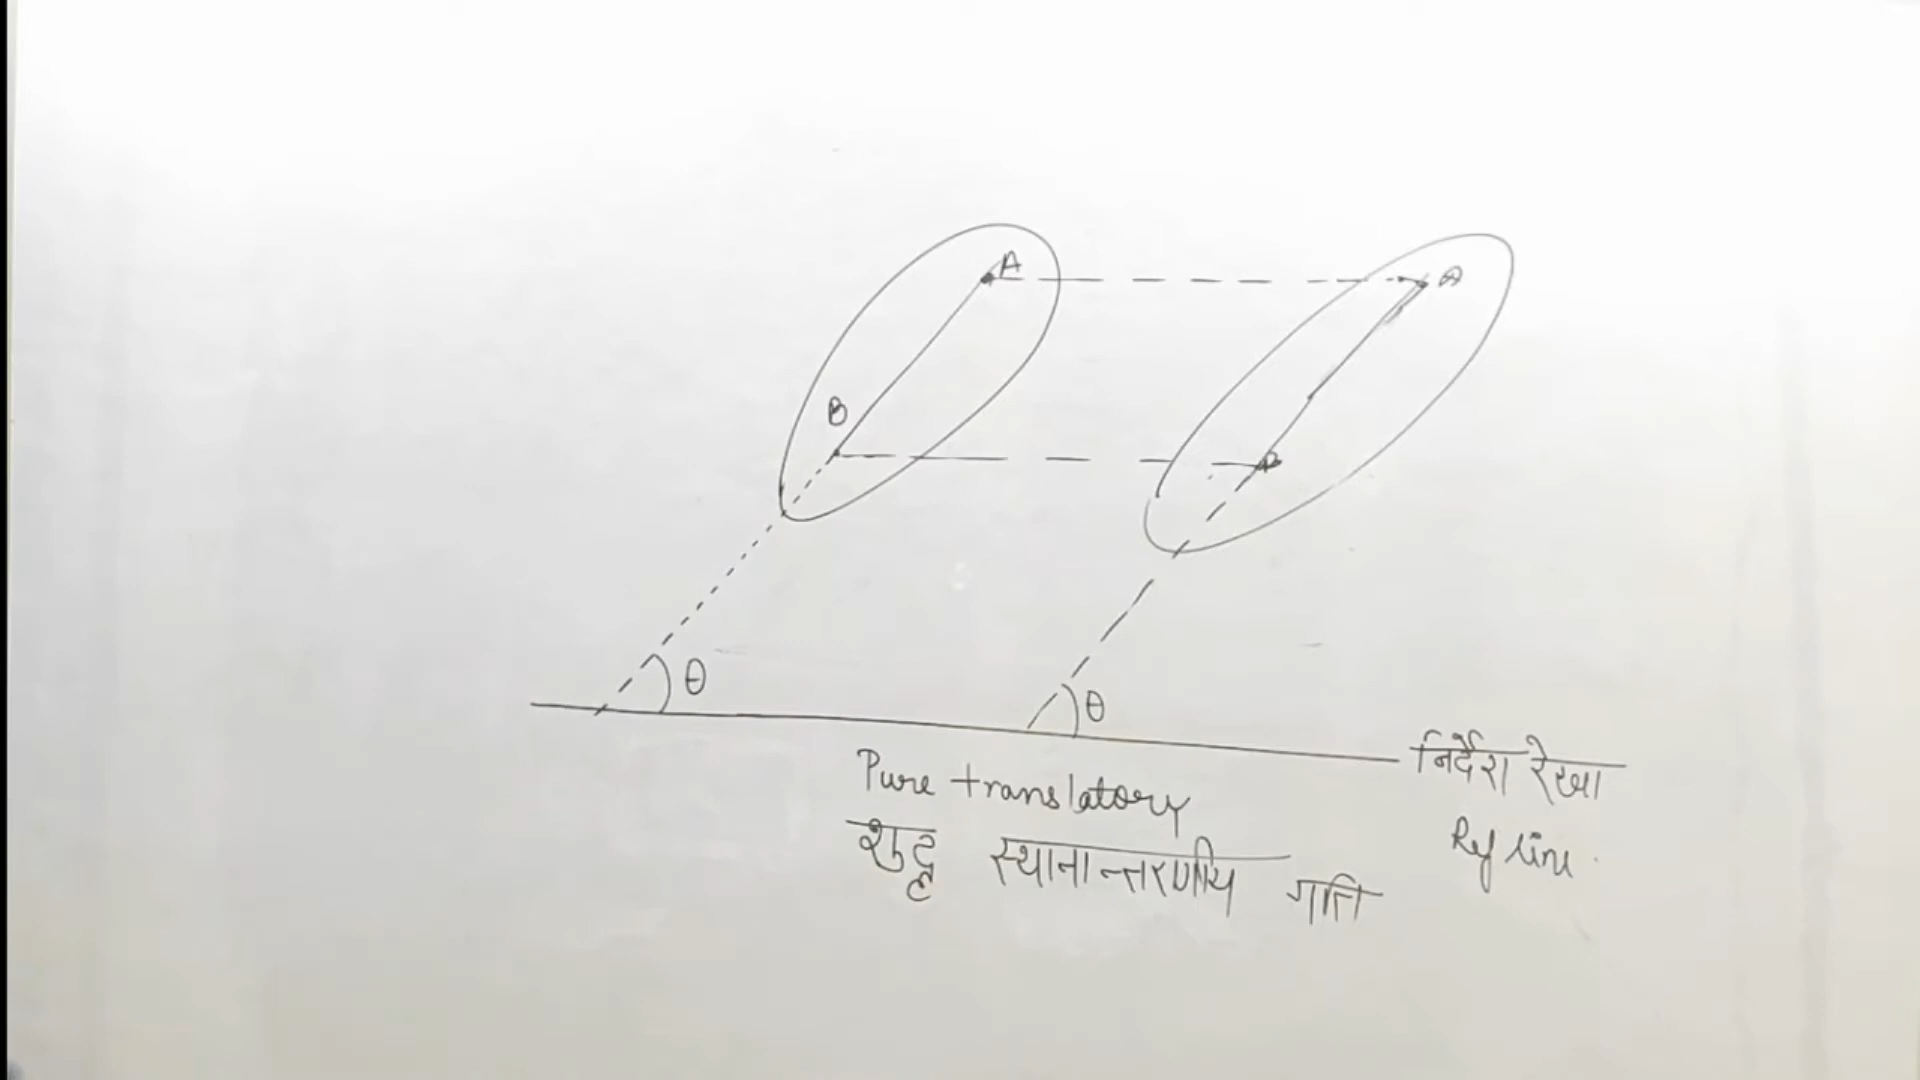 A
A
B
B
θ
θ
निर्देश रेखा
Pure translatory
Ref line.
शुद्ध स्थानान्तरणीय गति